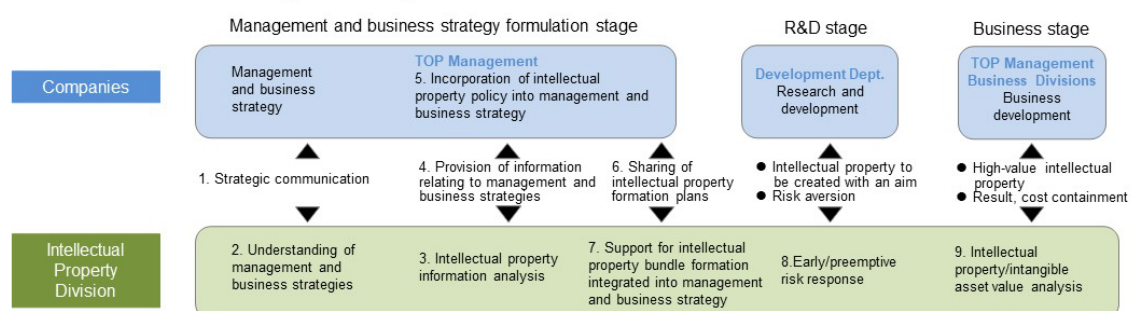 Management and business strategy formulation stage
R&D stage
Business stage
Companies
Management
and business
strategy
TOP Management
5. Incorporation of intellectual
property policy into management and
business strategy
Development Dept.
Research and
development
TOP Management
Business Divisions
Business
development
1. Strategic communication
4. Provision of information
relating to management and
business strategies
6. Sharing of
intellectual property
formation plans
● Intellectual property to
be created with an aim
● Risk aversion
● High-value intellectual
property
● Result, cost containment
Intellectual
Property
Division
2. Understanding of
management and
business strategies
3. Intellectual property
information analysis
7. Support for intellectual
property bundle formation
integrated into management
and business strategy
8.Early/preemptive
risk response
9. Intellectual
property/intangible
asset value analysis